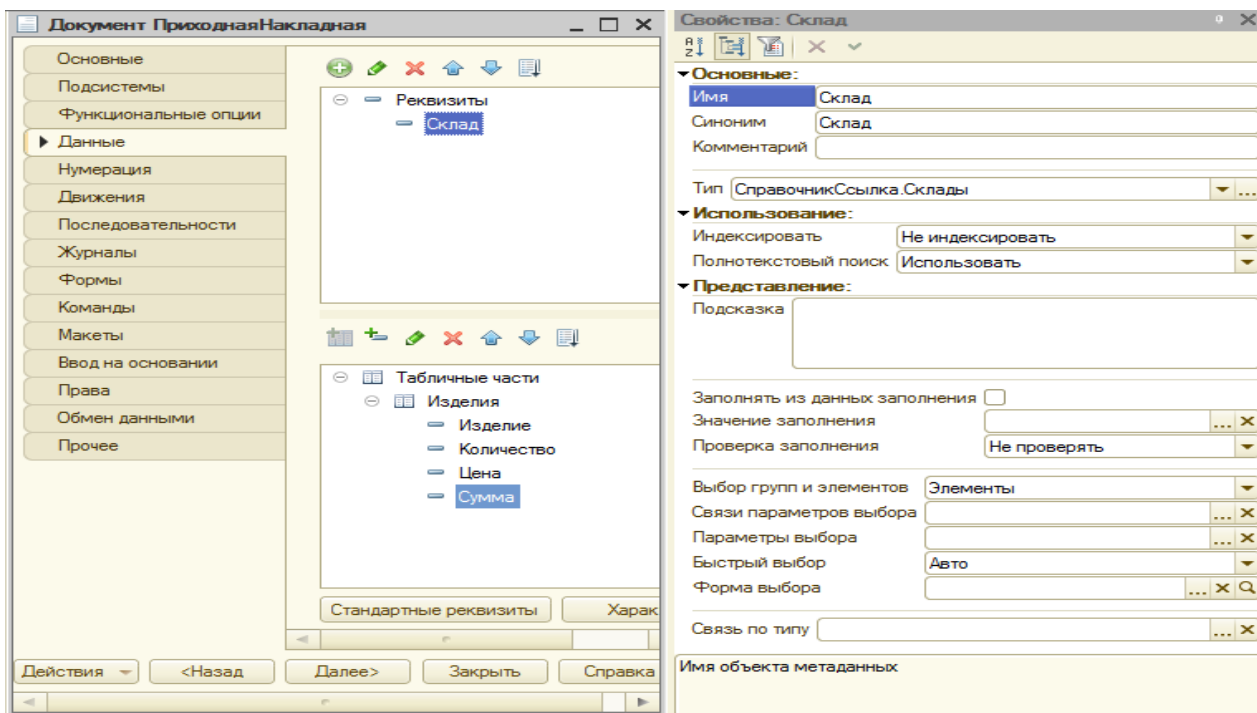 Документ ПриходнаяНакладная
Основные
Подсистемы
Функциональные опции
Данные
Нумерация
Движения
Последовательности
Журналы
Формы
Команды
Макеты
Ввод на основании
Права
Обмен данными
Прочее
Реквизиты
Склад
Табличные части
Изделия
Изделие
Количество
Цена
Сумма
Стандартные реквизиты
Харак
Действия
<Назад
Далее>
Закрыть
Справка
Свойства: Склад
Основные:
Имя Склад
Синоним Склад
Комментарий
Тип СправочникСсылка.Склады ...
Использование:
Индексировать Не индексировать
Полнотекстовый поиск Использовать
Представление:
Подсказка
Заполнять из данных заполнения
Значение заполнения ...
Проверка заполнения Не проверять
Выбор групп и элементов Элементы
Связи параметров выбора ...
Параметры выбора ...
Быстрый выбор Авто
Форма выбора ...
Связь по типу ...
Имя объекта метаданных